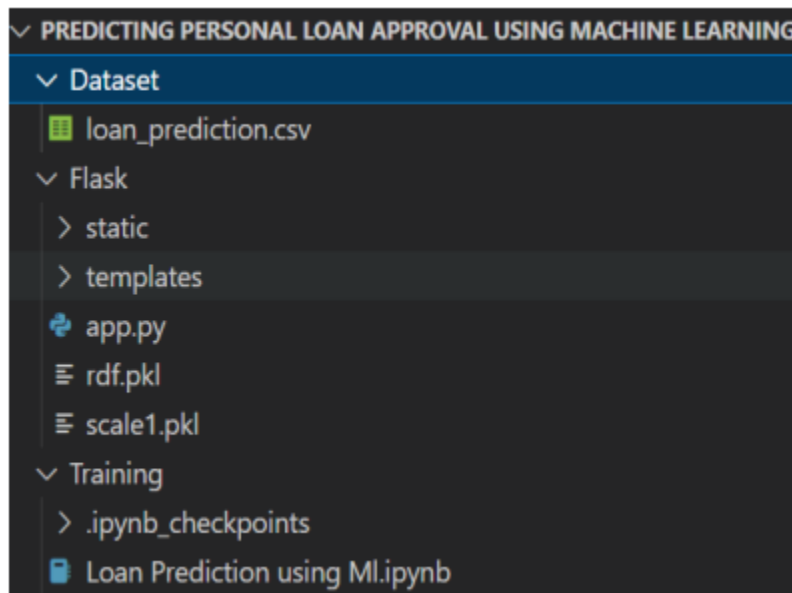 PREDICTING PERSONAL LOAN APPROVAL USING MACHINE LEARNING
Dataset
loan_prediction.csv
Flask
static
templates
app.py
rdf.pkl
scale1.pkl
Training
.ipynb_checkpoints
Loan Prediction using Ml.ipynb